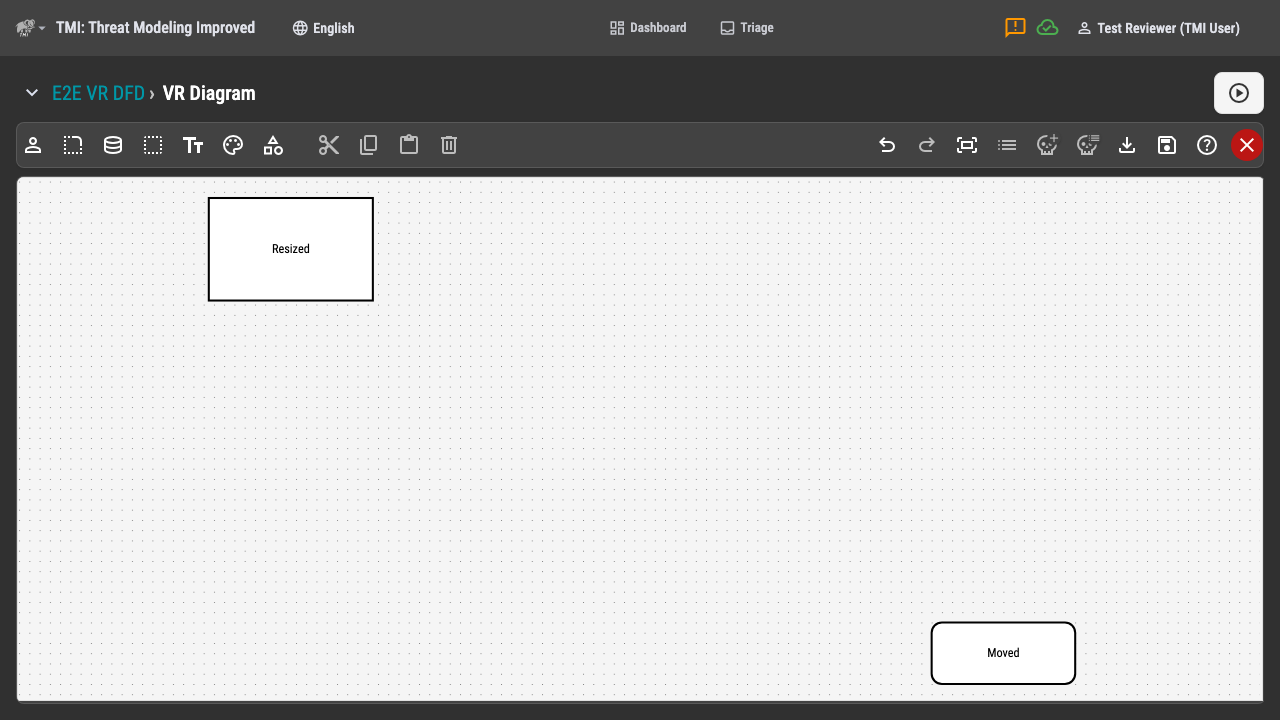 TMI: Threat Modeling Improved
English
Dashboard
Triage
Test Reviewer (TMI User)
E2E VR DFD › VR Diagram
Resized
Moved